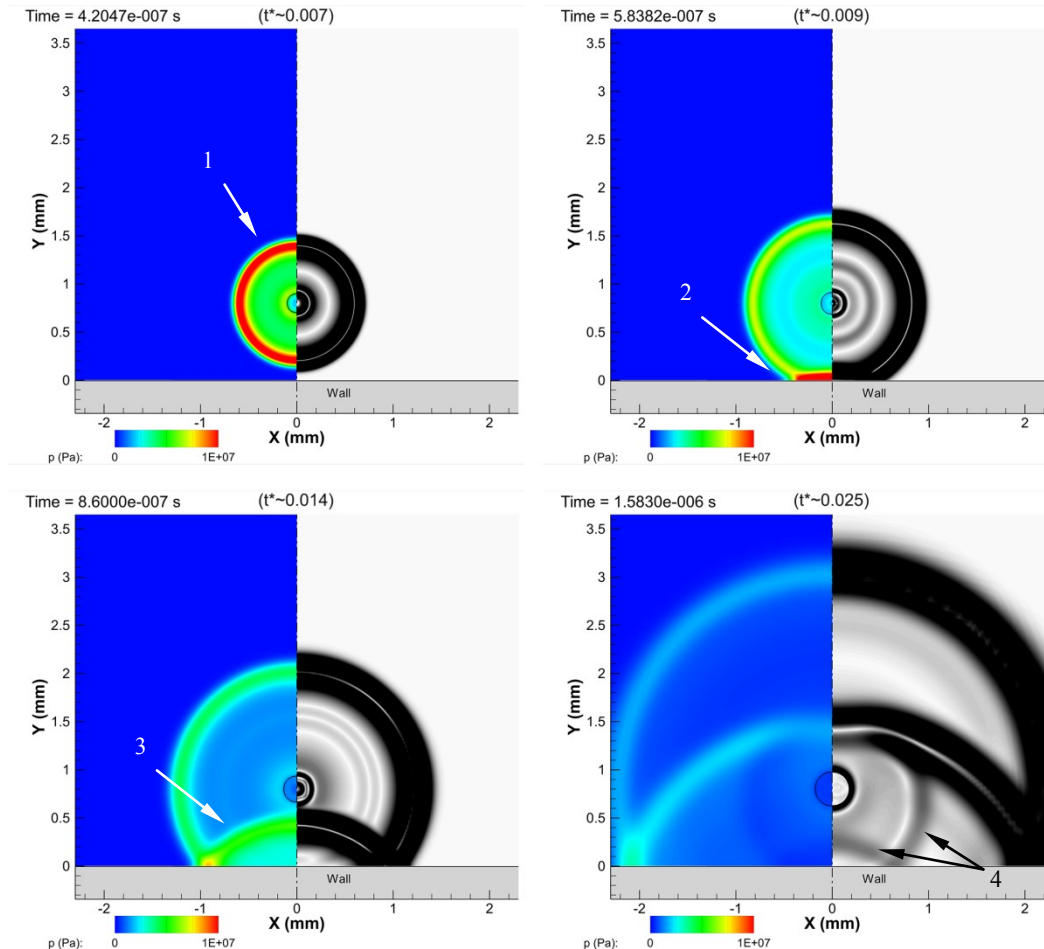 Time = 4.2047e-007 s (t*~0.007)
3.5
3
2.5
2
1.5
1
0.5
0
Y (mm)
1
Wall
-2 -1 0 1 2
X (mm)
p (Pa): 0 1E+07
Time = 5.8382e-007 s (t*~0.009)
3.5
3
2.5
2
1.5
1
0.5
0
Y (mm)
2
Wall
-2 -1 0 1 2
X (mm)
p (Pa): 0 1E+07
Time = 8.6000e-007 s (t*~0.014)
3.5
3
2.5
2
1.5
1
0.5
0
Y (mm)
3
Wall
-2 -1 0 1 2
X (mm)
p (Pa): 0 1E+07
Time = 1.5830e-006 s (t*~0.025)
3.5
3
2.5
2
1.5
1
0.5
0
Y (mm)
4
Wall
-2 -1 0 1 2
X (mm)
p (Pa): 0 1E+07